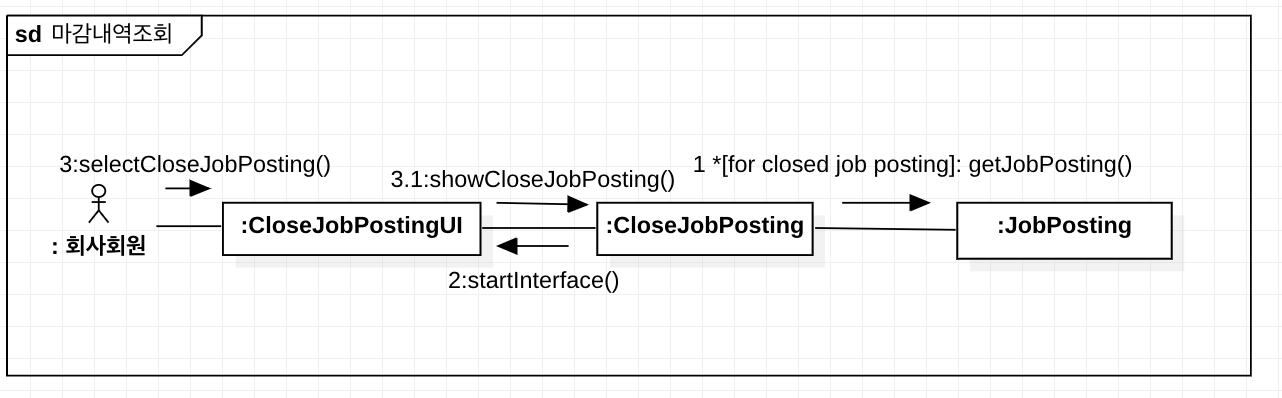 sd 마감내역조회
3:selectCloseJobPosting()
3.1:showCloseJobPosting()
1 *[for closed job posting]: getJobPosting()
: 회사회원
:CloseJobPostingUI
:CloseJobPosting
:JobPosting
2:startInterface()